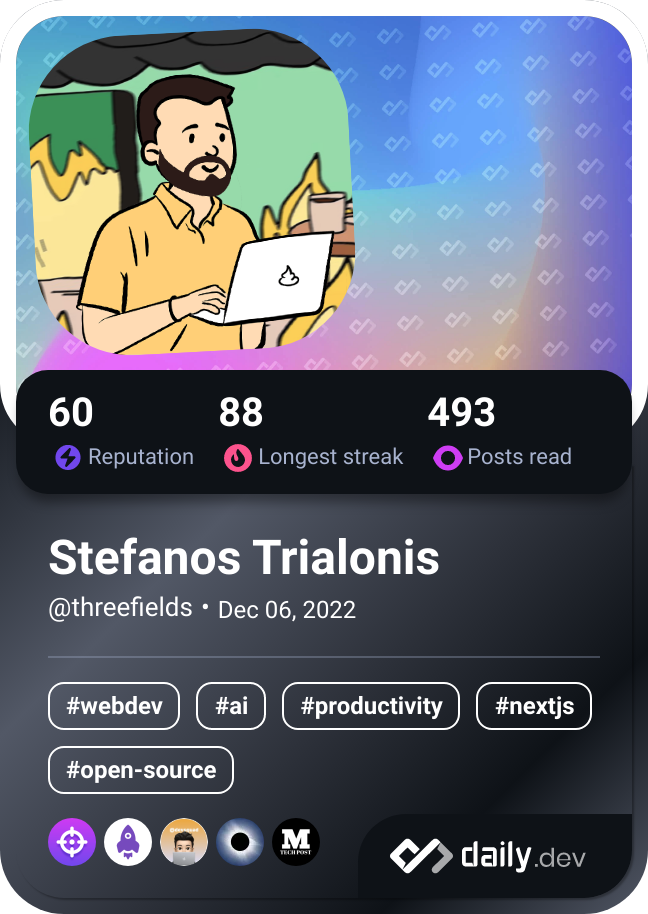 60 88 493
Reputation Longest streak Posts read
Stefanos Trialonis
@threefields • Dec 06, 2022
#webdev #ai #productivity #nextjs
#open-source
M
TECH POST
daily.dev